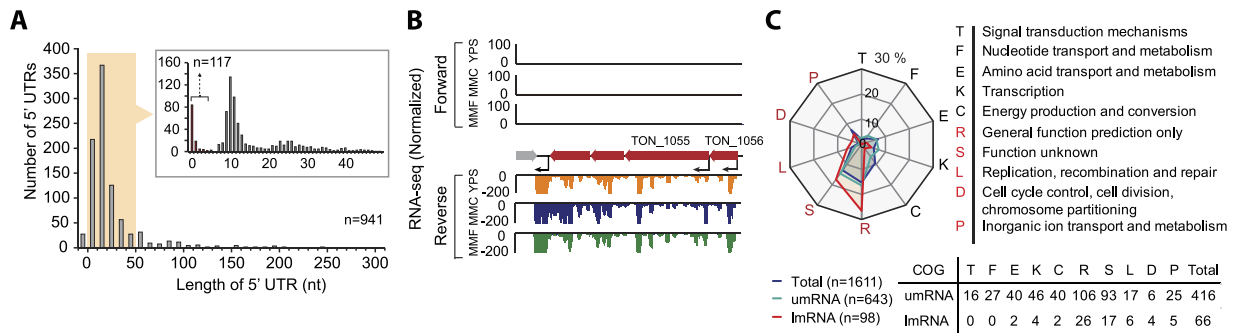 A
Number of 5' UTRs
400
350
300
250
200
150
100
50
0
0 50 100 150 200 250 300
Length of 5' UTR (nt)
n=941
n=117
160
120
80
40
0
0 10 20 30 40
B
RNA-seq (Normalized)
Forward
Reverse
YPS
100
0
MMC
100
0
MMF
100
0
TON_1055 TON_1056
YPS
0
-200
MMC
0
-200
MMF
0
-200
C
30 %
20
10
0
T
F
E
K
C
R
S
L
D
P
T Signal transduction mechanisms
F Nucleotide transport and metabolism
E Amino acid transport and metabolism
K Transcription
C Energy production and conversion
R General function prediction only
S Function unknown
L Replication, recombination and repair
D Cell cycle control, cell division,
chromosome partitioning
P Inorganic ion transport and metabolism
Total (n=1611)
umRNA (n=643)
lmRNA (n=98)
COG T F E K C R S L D P Total
umRNA 16 27 40 46 40 106 93 17 6 25 416
lmRNA 0 0 2 4 2 26 17 6 4 5 66